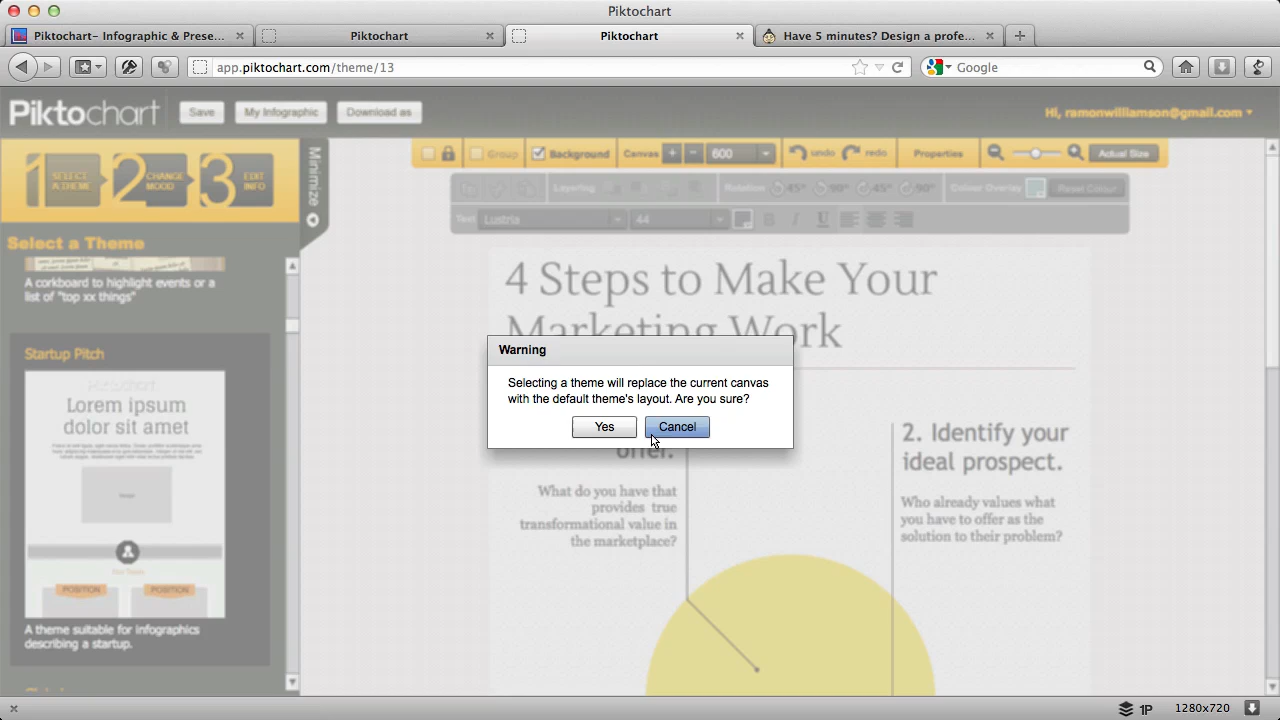 Piktochart
Piktochart– Infographic & Prese...
Piktochart
Piktochart
Have 5 minutes? Design a profe...
app.piktochart.com/theme/13
Google
Piktochart
Save
My Infographic
Download as
Hi, ramonwilliamson@gmail.com
1 SELECT A THEME
2 CHANGE MOOD
3 EDIT INFO
Minimize
Group
Background
Canvas
600
undo
redo
Properties
Actual Size
Layering
Rotation
45°
90°
45°
90°
Colour Overlay
Reset Colour
Text
Lustria
44
B
I
U
Select a Theme
A corkboard to highlight events or a
list of "top xx things"
Startup Pitch
Lorem ipsum
dolor sit amet
POSITION
POSITION
A theme suitable for infographics
describing a startup.
4 Steps to Make Your
Marketing Work
Warning
Selecting a theme will replace the current canvas
with the default theme's layout. Are you sure?
Yes
Cancel
offer.
What do you have that
provides true
transformational value in
the marketplace?
2. Identify your
ideal prospect.
Who already values what
you have to offer as the
solution to their problem?
1P
1280x720